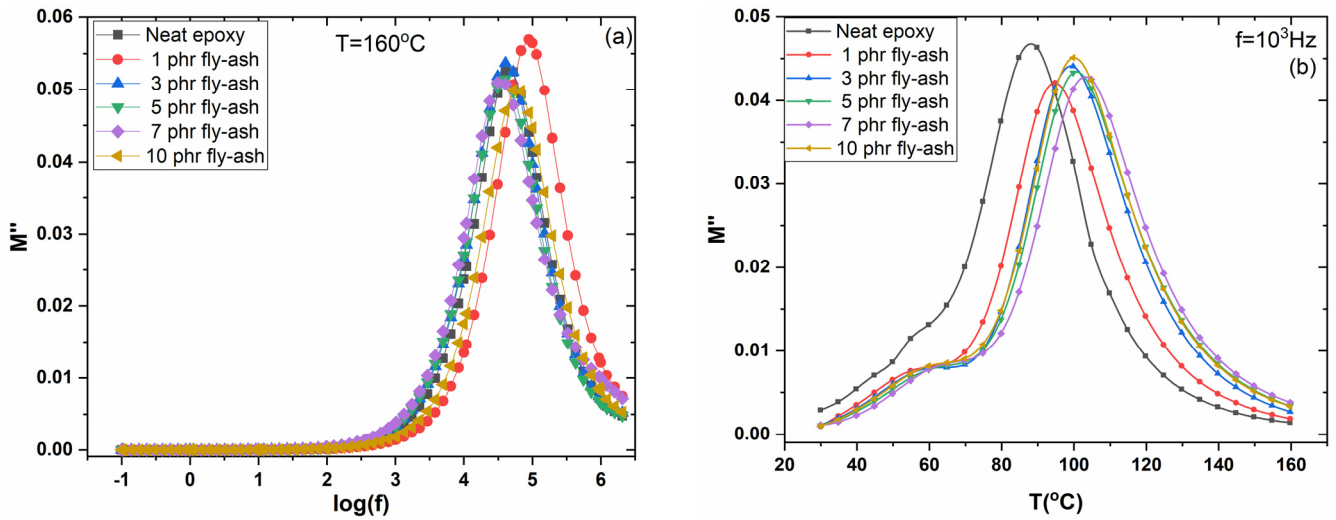 Neat epoxy
1 phr fly-ash
3 phr fly-ash
5 phr fly-ash
7 phr fly-ash
10 phr fly-ash
T=160°C
(a)
0.06
0.05
0.04
0.03
0.02
0.01
0.00
M''
-1 0 1 2 3 4 5 6
log(f)
Neat epoxy
1 phr fly-ash
3 phr fly-ash
5 phr fly-ash
7 phr fly-ash
10 phr fly-ash
f=10³Hz
(b)
0.05
0.04
0.03
0.02
0.01
0.00
M''
20 40 60 80 100 120 140 160
T(°C)